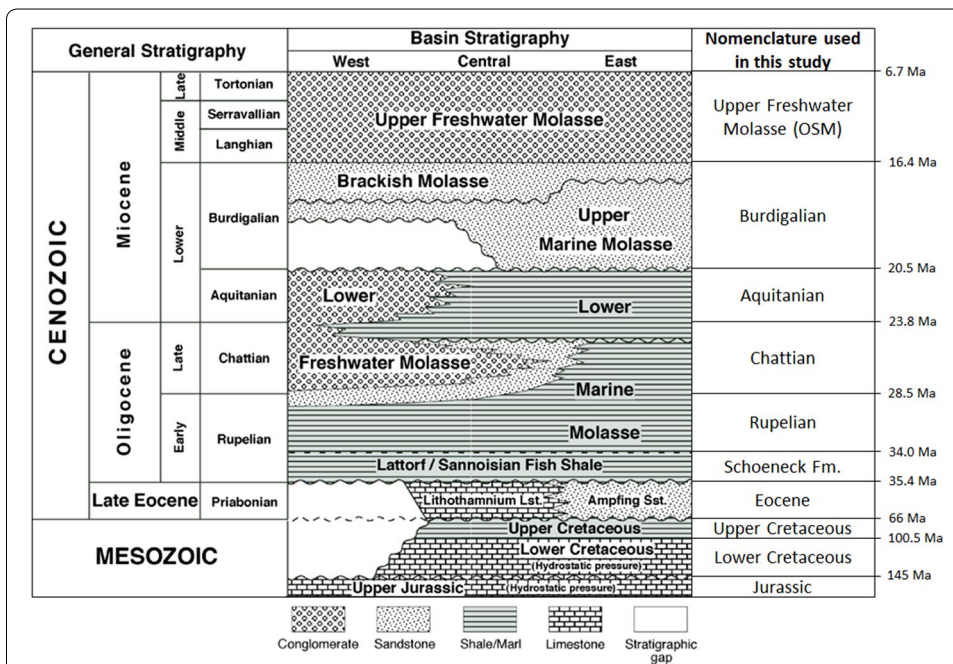 General Stratigraphy
Basin Stratigraphy
West Central East
Nomenclature used
in this study
CENOZOIC
Miocene
Late
Middle
Lower
Tortonian
Serravallian
Langhian
Burdigalian
Aquitanian
Oligocene
Late
Early
Chattian
Rupelian
Late Eocene
Priabonian
MESOZOIC
Upper Freshwater Molasse
Brackish Molasse
Upper
Marine Molasse
Lower
Lower
Freshwater Molasse
Marine
Molasse
Lattorf / Sannoisian Fish Shale
Lithothamnium Lst.
Ampfing Sst.
Upper Cretaceous
Lower Cretaceous
(Hydrostatic pressure)
Upper Jurassic (Hydrostatic pressure)
Upper Freshwater
Molasse (OSM)
Burdigalian
Aquitanian
Chattian
Rupelian
Schoeneck Fm.
Eocene
Upper Cretaceous
Lower Cretaceous
Jurassic
6.7 Ma
16.4 Ma
20.5 Ma
23.8 Ma
28.5 Ma
34.0 Ma
35.4 Ma
66 Ma
100.5 Ma
145 Ma
Conglomerate
Sandstone
Shale/Marl
Limestone
Stratigraphic
gap